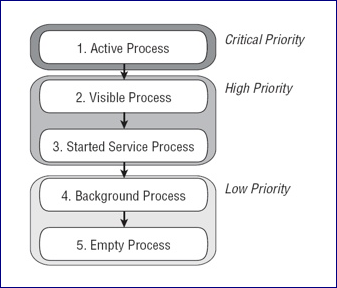 1. Active Process
Critical Priority
2. Visible Process
High Priority
3. Started Service Process
4. Background Process
Low Priority
5. Empty Process